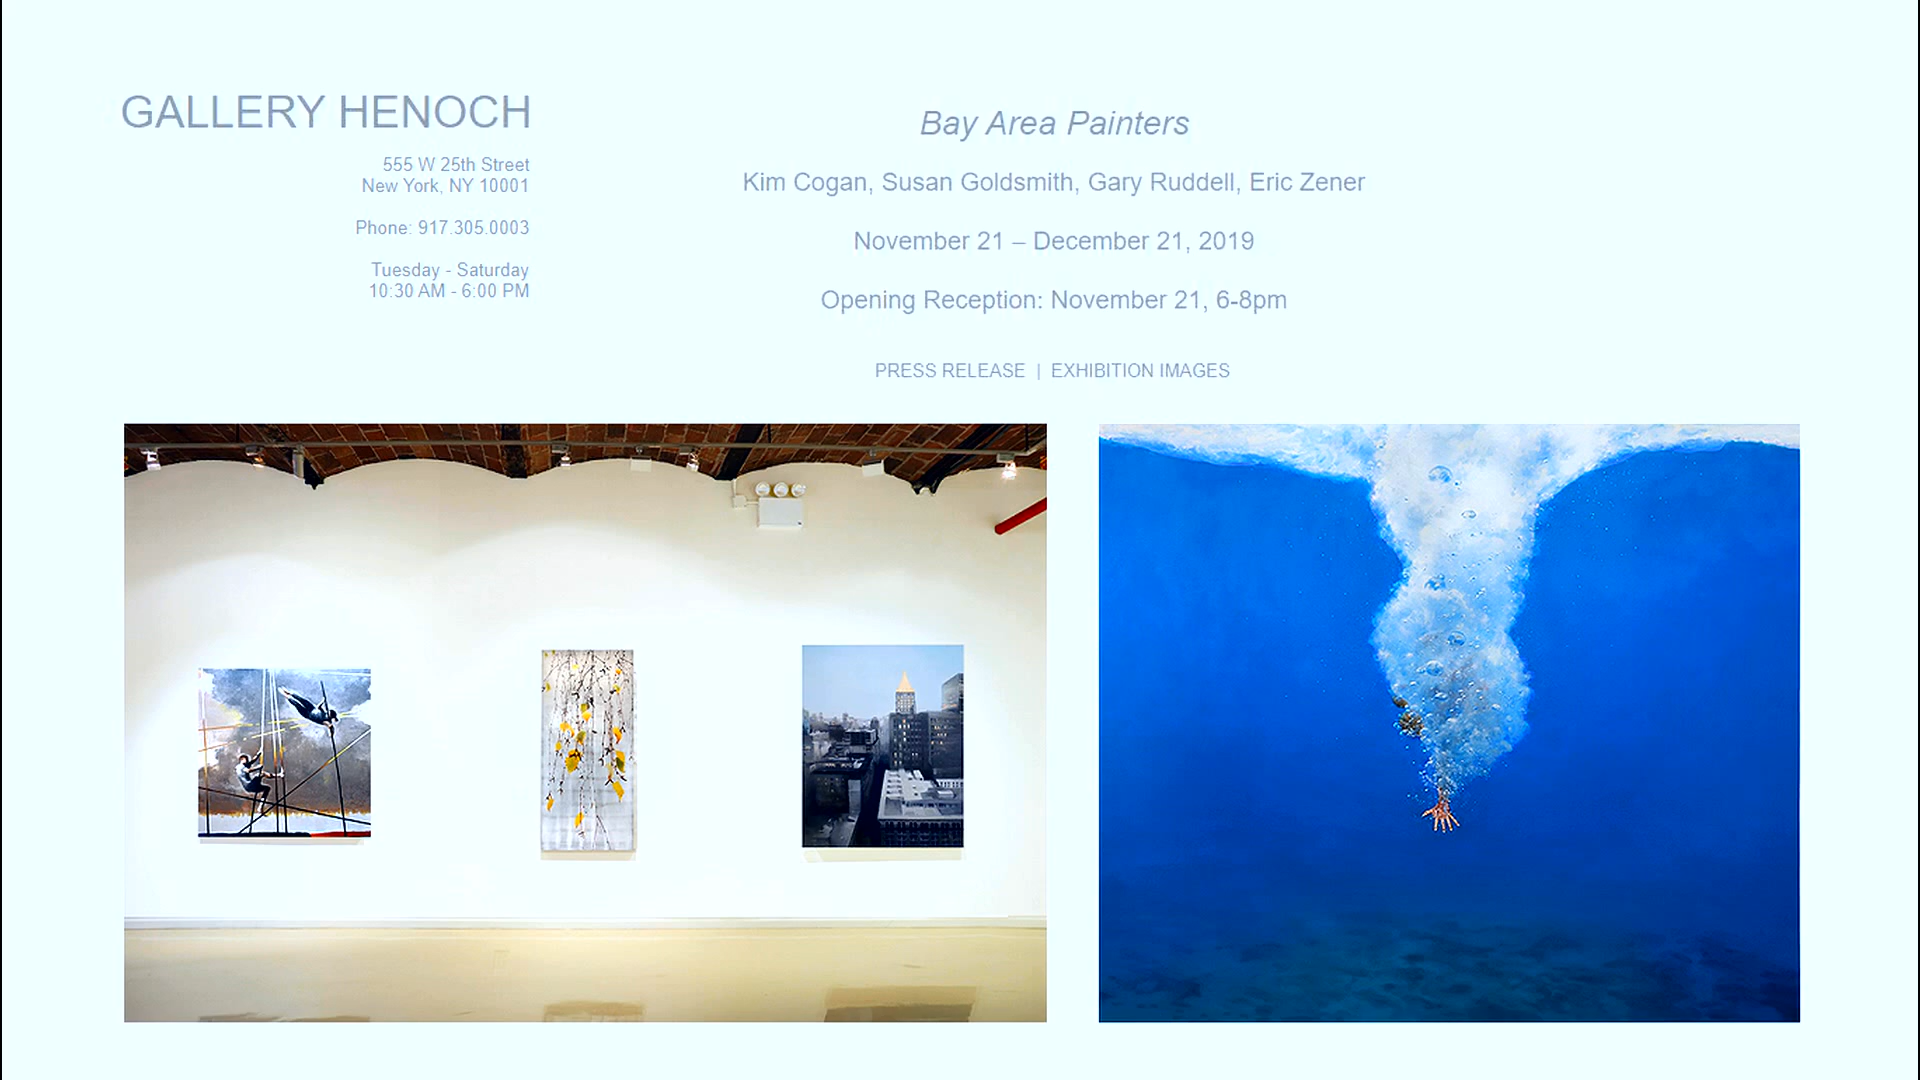 GALLERY HENOCH
555 W 25th Street
New York, NY 10001
Phone: 917.305.0003
Tuesday - Saturday
10:30 AM - 6:00 PM
Bay Area Painters
Kim Cogan, Susan Goldsmith, Gary Ruddell, Eric Zener
November 21 – December 21, 2019
Opening Reception: November 21, 6-8pm
PRESS RELEASE | EXHIBITION IMAGES